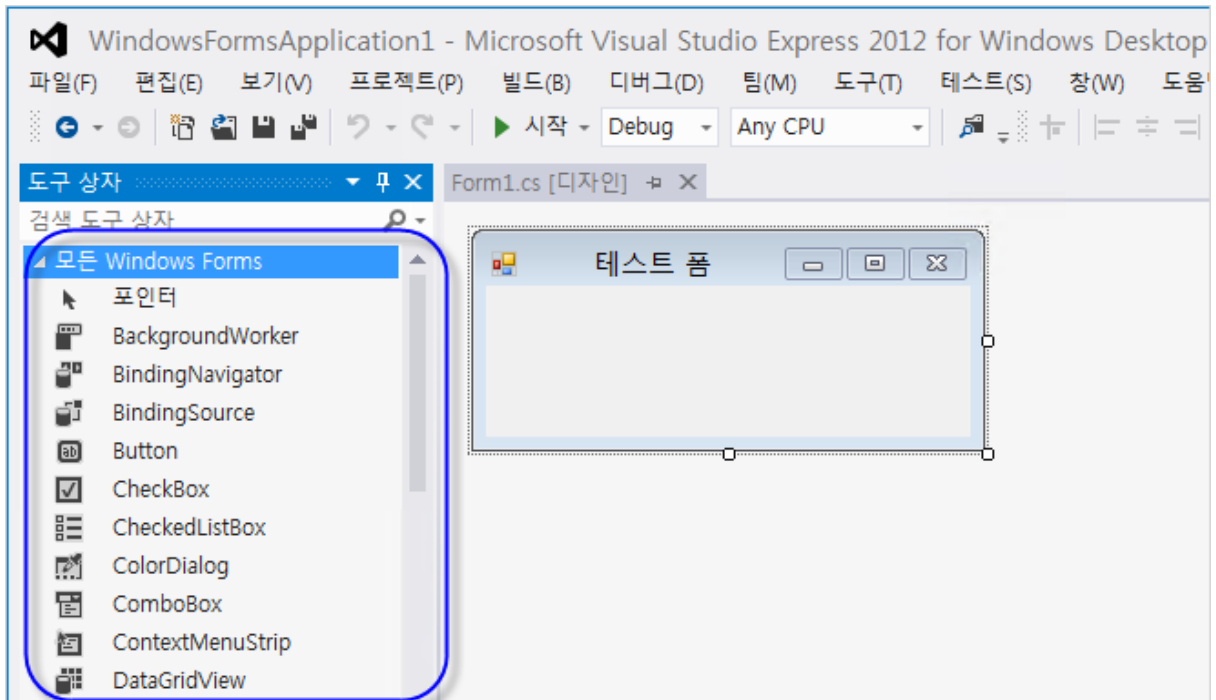 WindowsFormsApplication1 - Microsoft Visual Studio Express 2012 for Windows Desktop
파일(F) 편집(E) 보기(V) 프로젝트(P) 빌드(B) 디버그(D) 팀(M) 도구(T) 테스트(S) 창(W)
시작 Debug Any CPU
도구 상자
Form1.cs [디자인]
검색 도구 상자
모든 Windows Forms
포인터
BackgroundWorker
BindingNavigator
BindingSource
Button
CheckBox
CheckedListBox
ColorDialog
ComboBox
ContextMenuStrip
DataGridView
테스트 폼